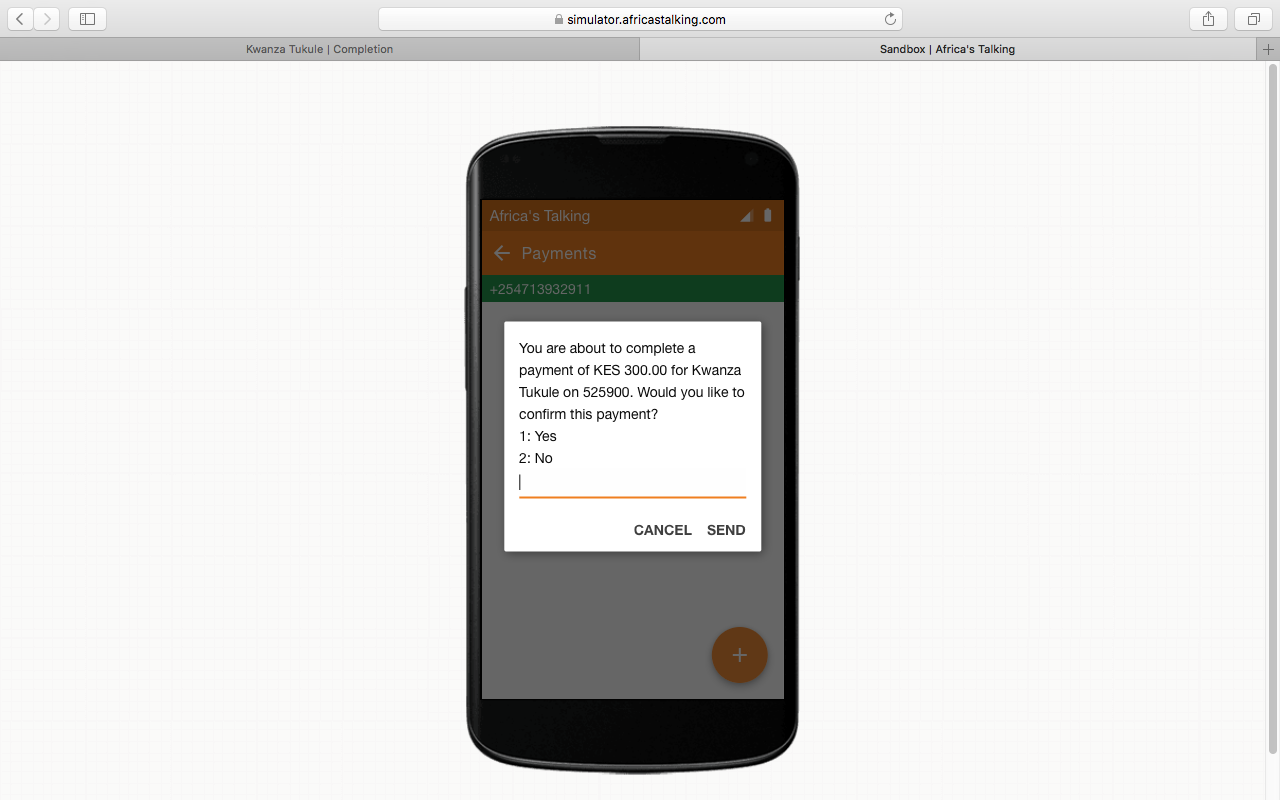 simulator.africastalking.com
Kwanza Tukule | Completion
Sandbox | Africa's Talking
Africa's Talking
Payments
+254713932911
You are about to complete a
payment of KES 300.00 for Kwanza
Tukule on 525900. Would you like to
confirm this payment?
1: Yes
2: No
CANCEL SEND